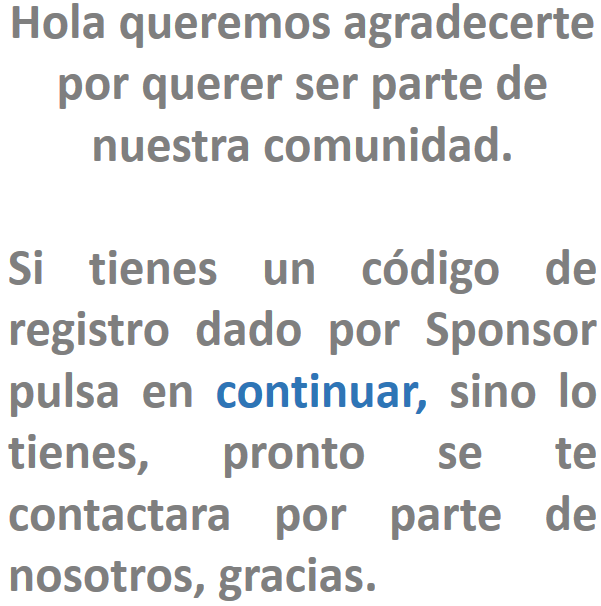 Hola queremos agradecerte
por querer ser parte de
nuestra comunidad.
Si tienes un código de
registro dado por Sponsor
pulsa en continuar, sino lo
tienes, pronto se te
contactara por parte de
nosotros, gracias.